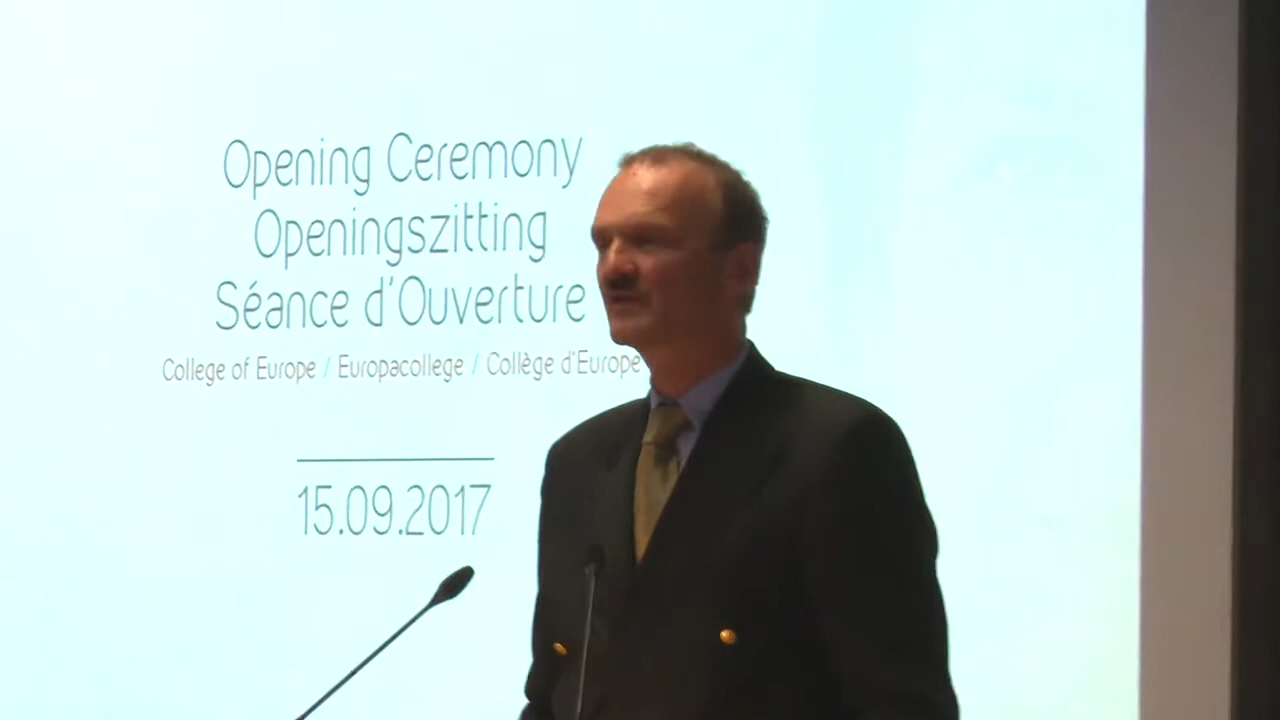 Opening Ceremony
Openingszitting
Séance d'Ouverture
College of Europe / Europacollege / Collège d'Europe
15.09.2017